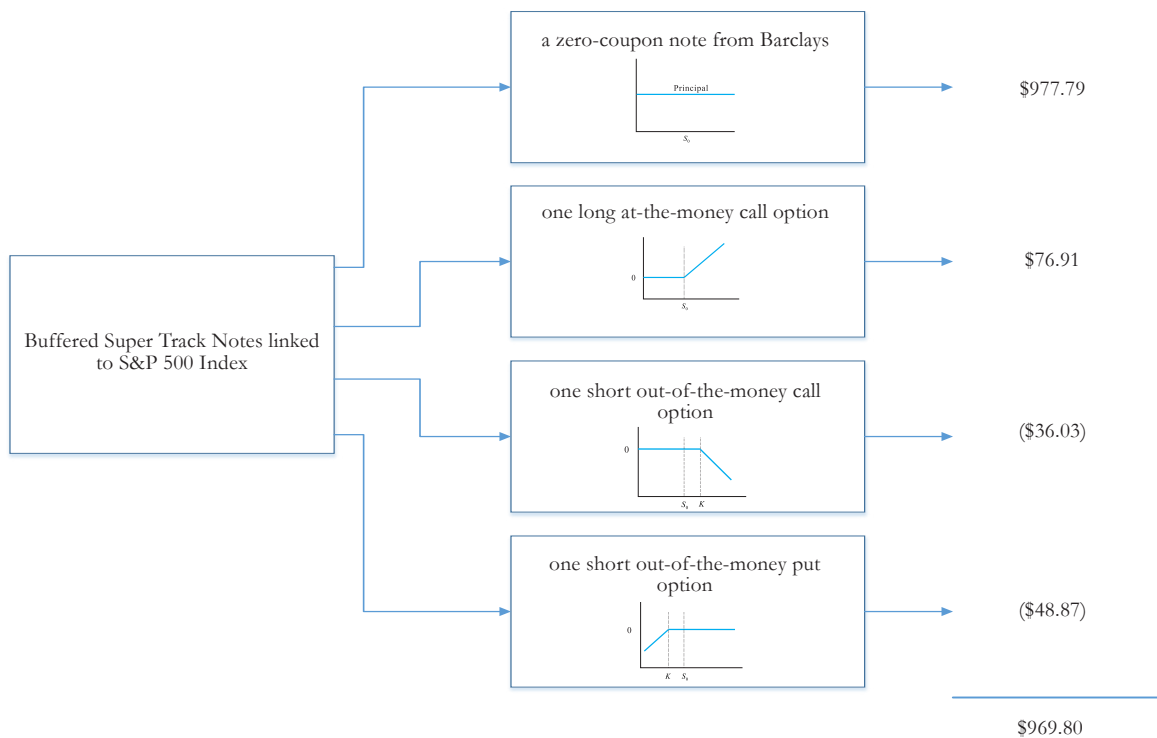 a zero-coupon note from Barclays
Principal
S₀
$977.79
one long at-the-money call option
0
S₀
$76.91
Buffered Super Track Notes linked
to S&P 500 Index
one short out-of-the-money call
option
0
S₀ K
($36.03)
one short out-of-the-money put
option
0
K S₀
($48.87)
$969.80